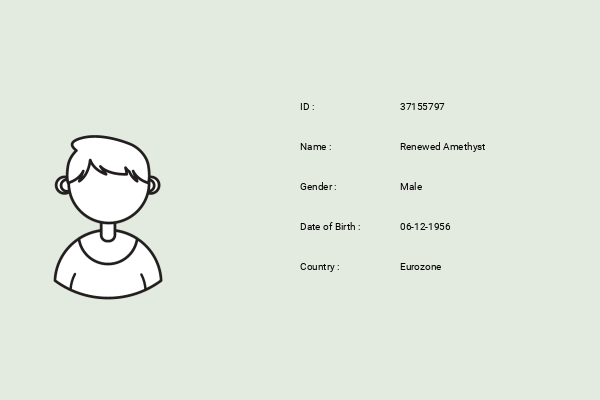 ID : 37155797
Name : Renewed Amethyst
Gender : Male
Date of Birth : 06-12-1956
Country : Eurozone